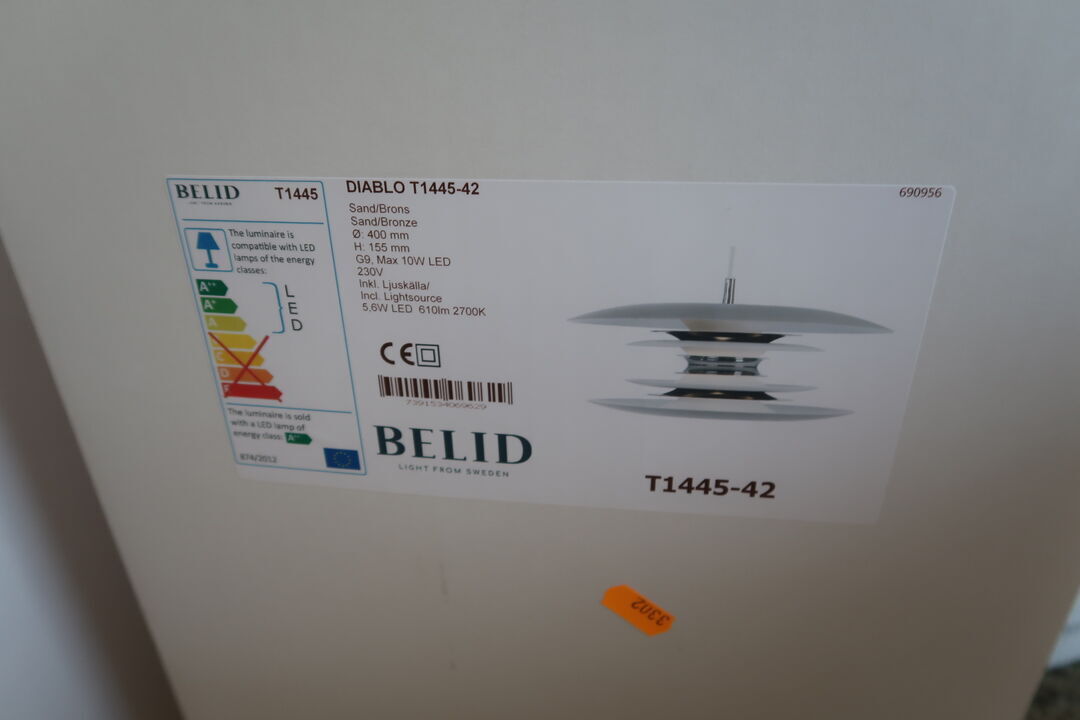 BELID
T1445
The luminaire is
compatible with LED
lamps of the energy
classes:
A++
A+
A
C
D
L
E
D
The luminaire is sold
with a LED lamp of
energy class: A++
874/2012
DIABLO T1445-42
Sand/Brons
Sand/Bronze
Ø: 400 mm
H: 155 mm
G9, Max 10W LED
230V
Inkl. Ljuskälla/
Incl. Lightsource
5,6W LED 610lm 2700K
CE
7391534069629
BELID
LIGHT FROM SWEDEN
690956
T1445-42
3302